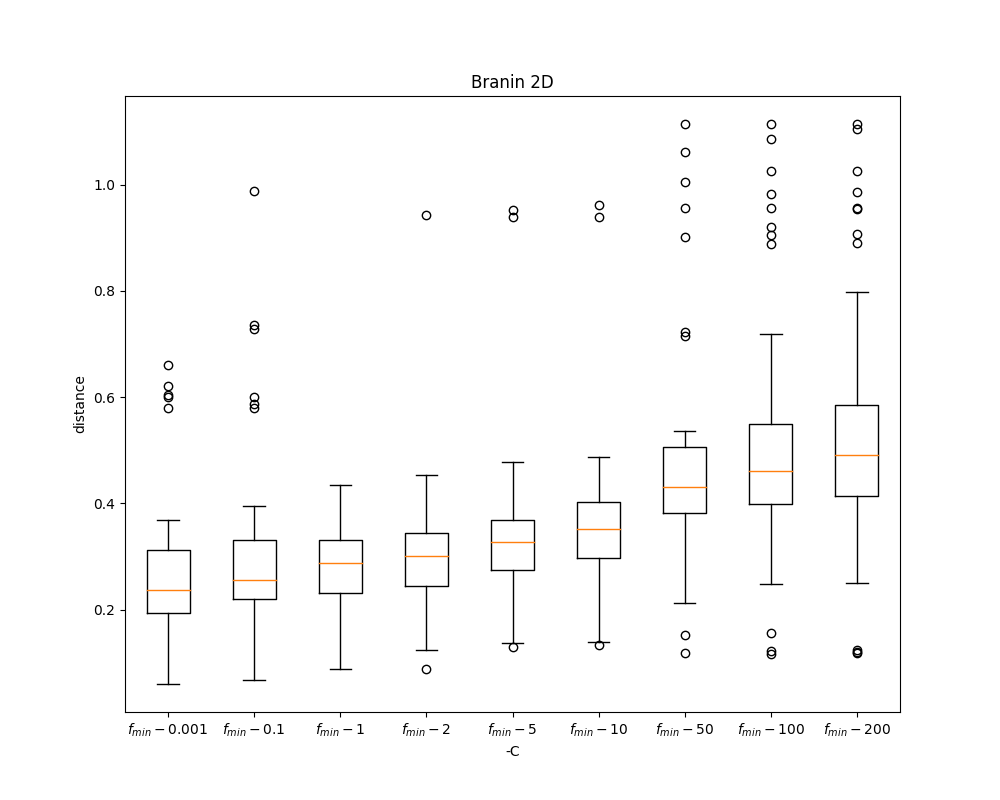 Branin 2D
1.0
0.8
0.6
0.4
0.2
distance
f_min − 0.001 f_min − 0.1 f_min − 1 f_min − 2 f_min − 5 f_min − 10 f_min − 50 f_min − 100 f_min − 200
-C